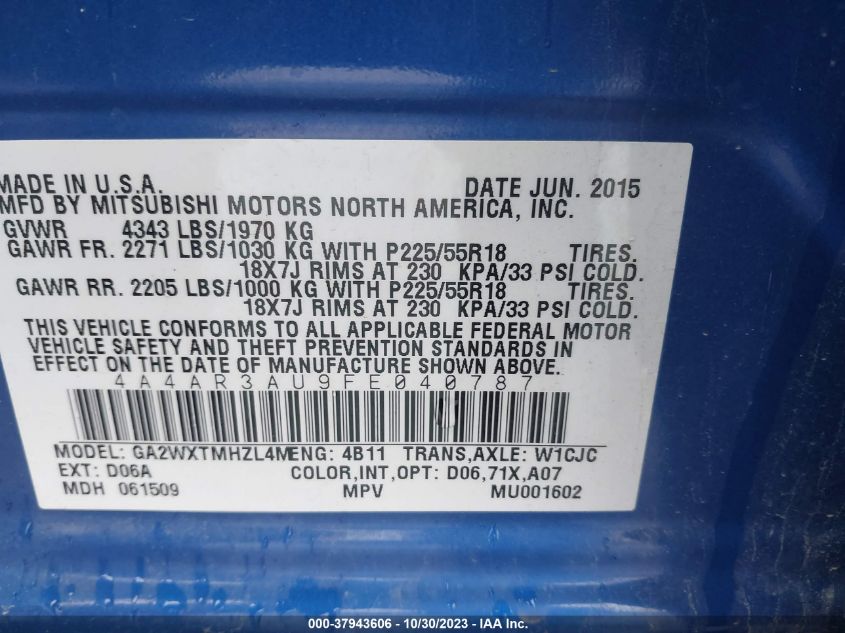 MADE IN U.S.A. DATE JUN. 2015
MFD BY MITSUBISHI MOTORS NORTH AMERICA, INC.
GVWR 4343 LBS/1970 KG
GAWR FR. 2271 LBS/1030 KG WITH P225/55R18 TIRES.
18X7J RIMS AT 230 KPA/33 PSI COLD.
GAWR RR. 2205 LBS/1000 KG WITH P225/55R18 TIRES.
18X7J RIMS AT 230 KPA/33 PSI COLD.
THIS VEHICLE CONFORMS TO ALL APPLICABLE FEDERAL MOTOR
VEHICLE SAFETY AND THEFT PREVENTION STANDARDS IN
EFFECT ON THE DATE OF MANUFACTURE SHOWN ABOVE.
4A4AR3AU9FE040787
MODEL: GA2WXTMHZL4M ENG: 4B11 TRANS,AXLE: W1CJC
EXT: D06A COLOR,INT,OPT: D06,71X,A07
MDH 061509 MPV MU001602
000-37943606 - 10/30/2023 - IAA Inc.